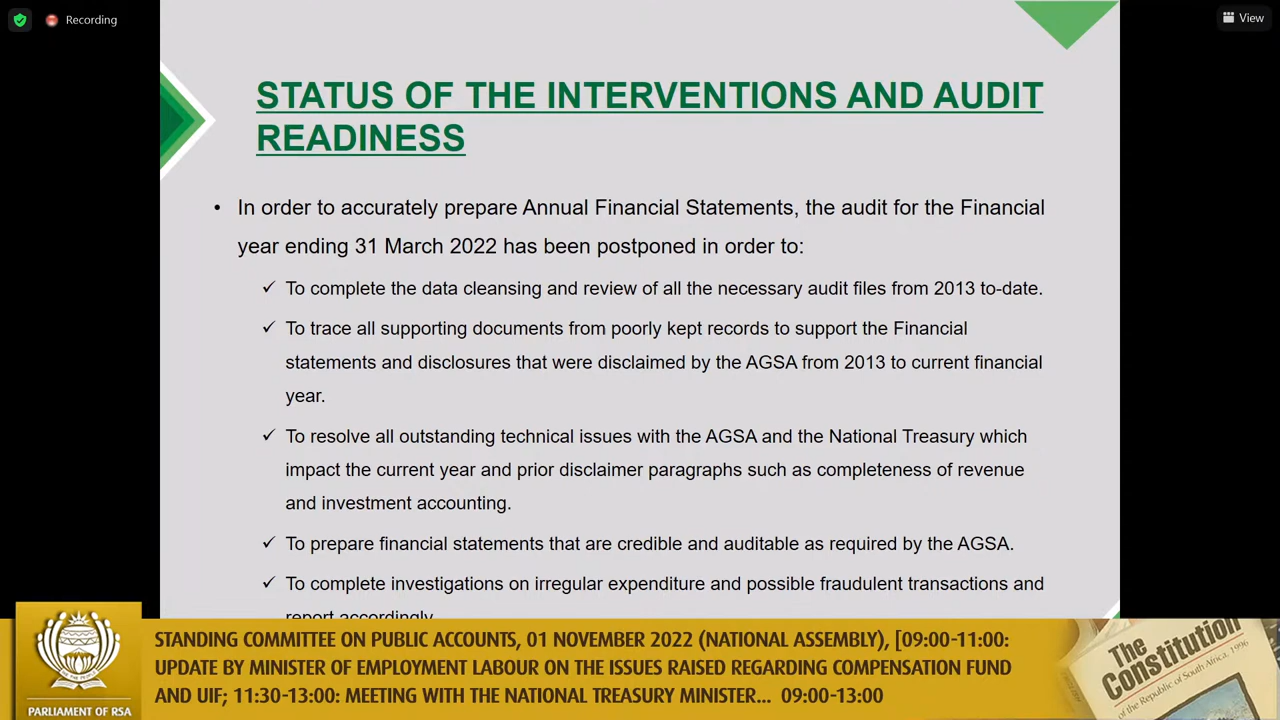 Recording
View
STATUS OF THE INTERVENTIONS AND AUDIT
READINESS
• In order to accurately prepare Annual Financial Statements, the audit for the Financial
year ending 31 March 2022 has been postponed in order to:
✓ To complete the data cleansing and review of all the necessary audit files from 2013 to-date.
✓ To trace all supporting documents from poorly kept records to support the Financial
statements and disclosures that were disclaimed by the AGSA from 2013 to current financial
year.
✓ To resolve all outstanding technical issues with the AGSA and the National Treasury which
impact the current year and prior disclaimer paragraphs such as completeness of revenue
and investment accounting.
✓ To prepare financial statements that are credible and auditable as required by the AGSA.
✓ To complete investigations on irregular expenditure and possible fraudulent transactions and
report accordingly
STANDING COMMITTEE ON PUBLIC ACCOUNTS, 01 NOVEMBER 2022 (NATIONAL ASSEMBLY), [09:00-11:00:
UPDATE BY MINISTER OF EMPLOYMENT LABOUR ON THE ISSUES RAISED REGARDING COMPENSATION FUND
AND UIF; 11:30-13:00: MEETING WITH THE NATIONAL TREASURY MINISTER... 09:00-13:00
PARLIAMENT OF RSA
The
Constitution
of the Republic of South Africa, 1996